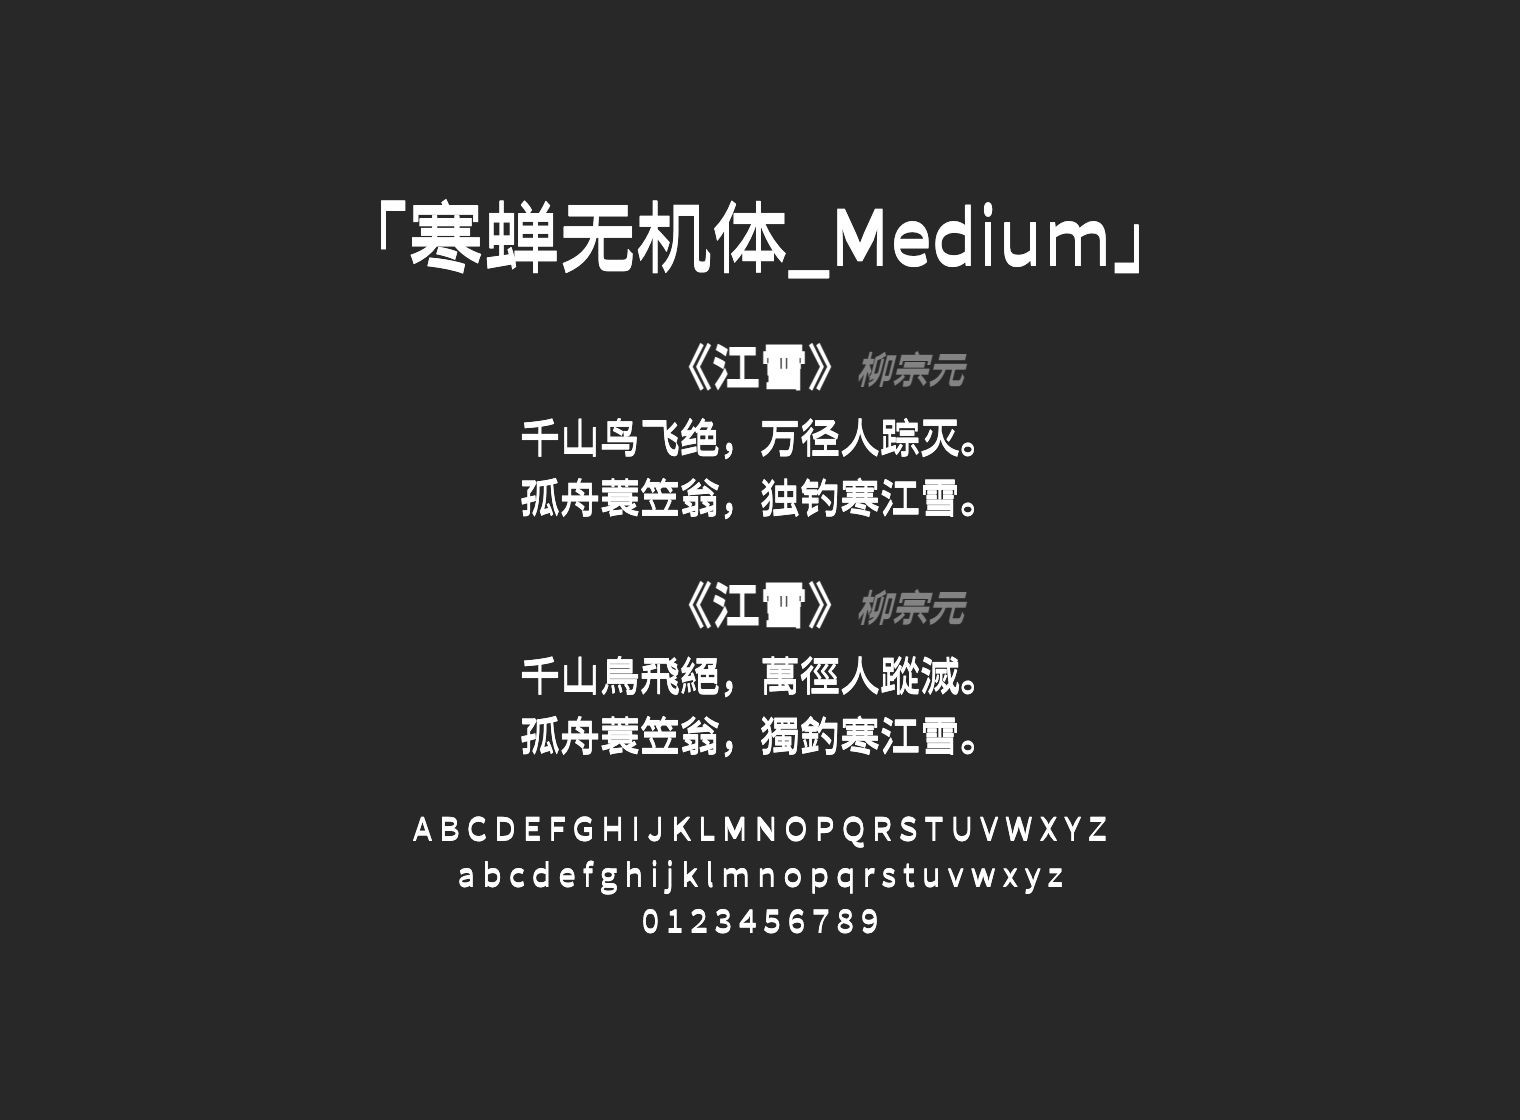 「寒蝉无机体_Medium」
《江雪》 柳宗元
千山鸟飞绝，万径人踪灭。
孤舟蓑笠翁，独钓寒江雪。
《江雪》 柳宗元
千山鳥飛絕，萬徑人蹤滅。
孤舟蓑笠翁，獨釣寒江雪。
A B C D E F G H I J K L M N O P Q R S T U V W X Y Z
a b c d e f g h i j k l m n o p q r s t u v w x y z
0 1 2 3 4 5 6 7 8 9